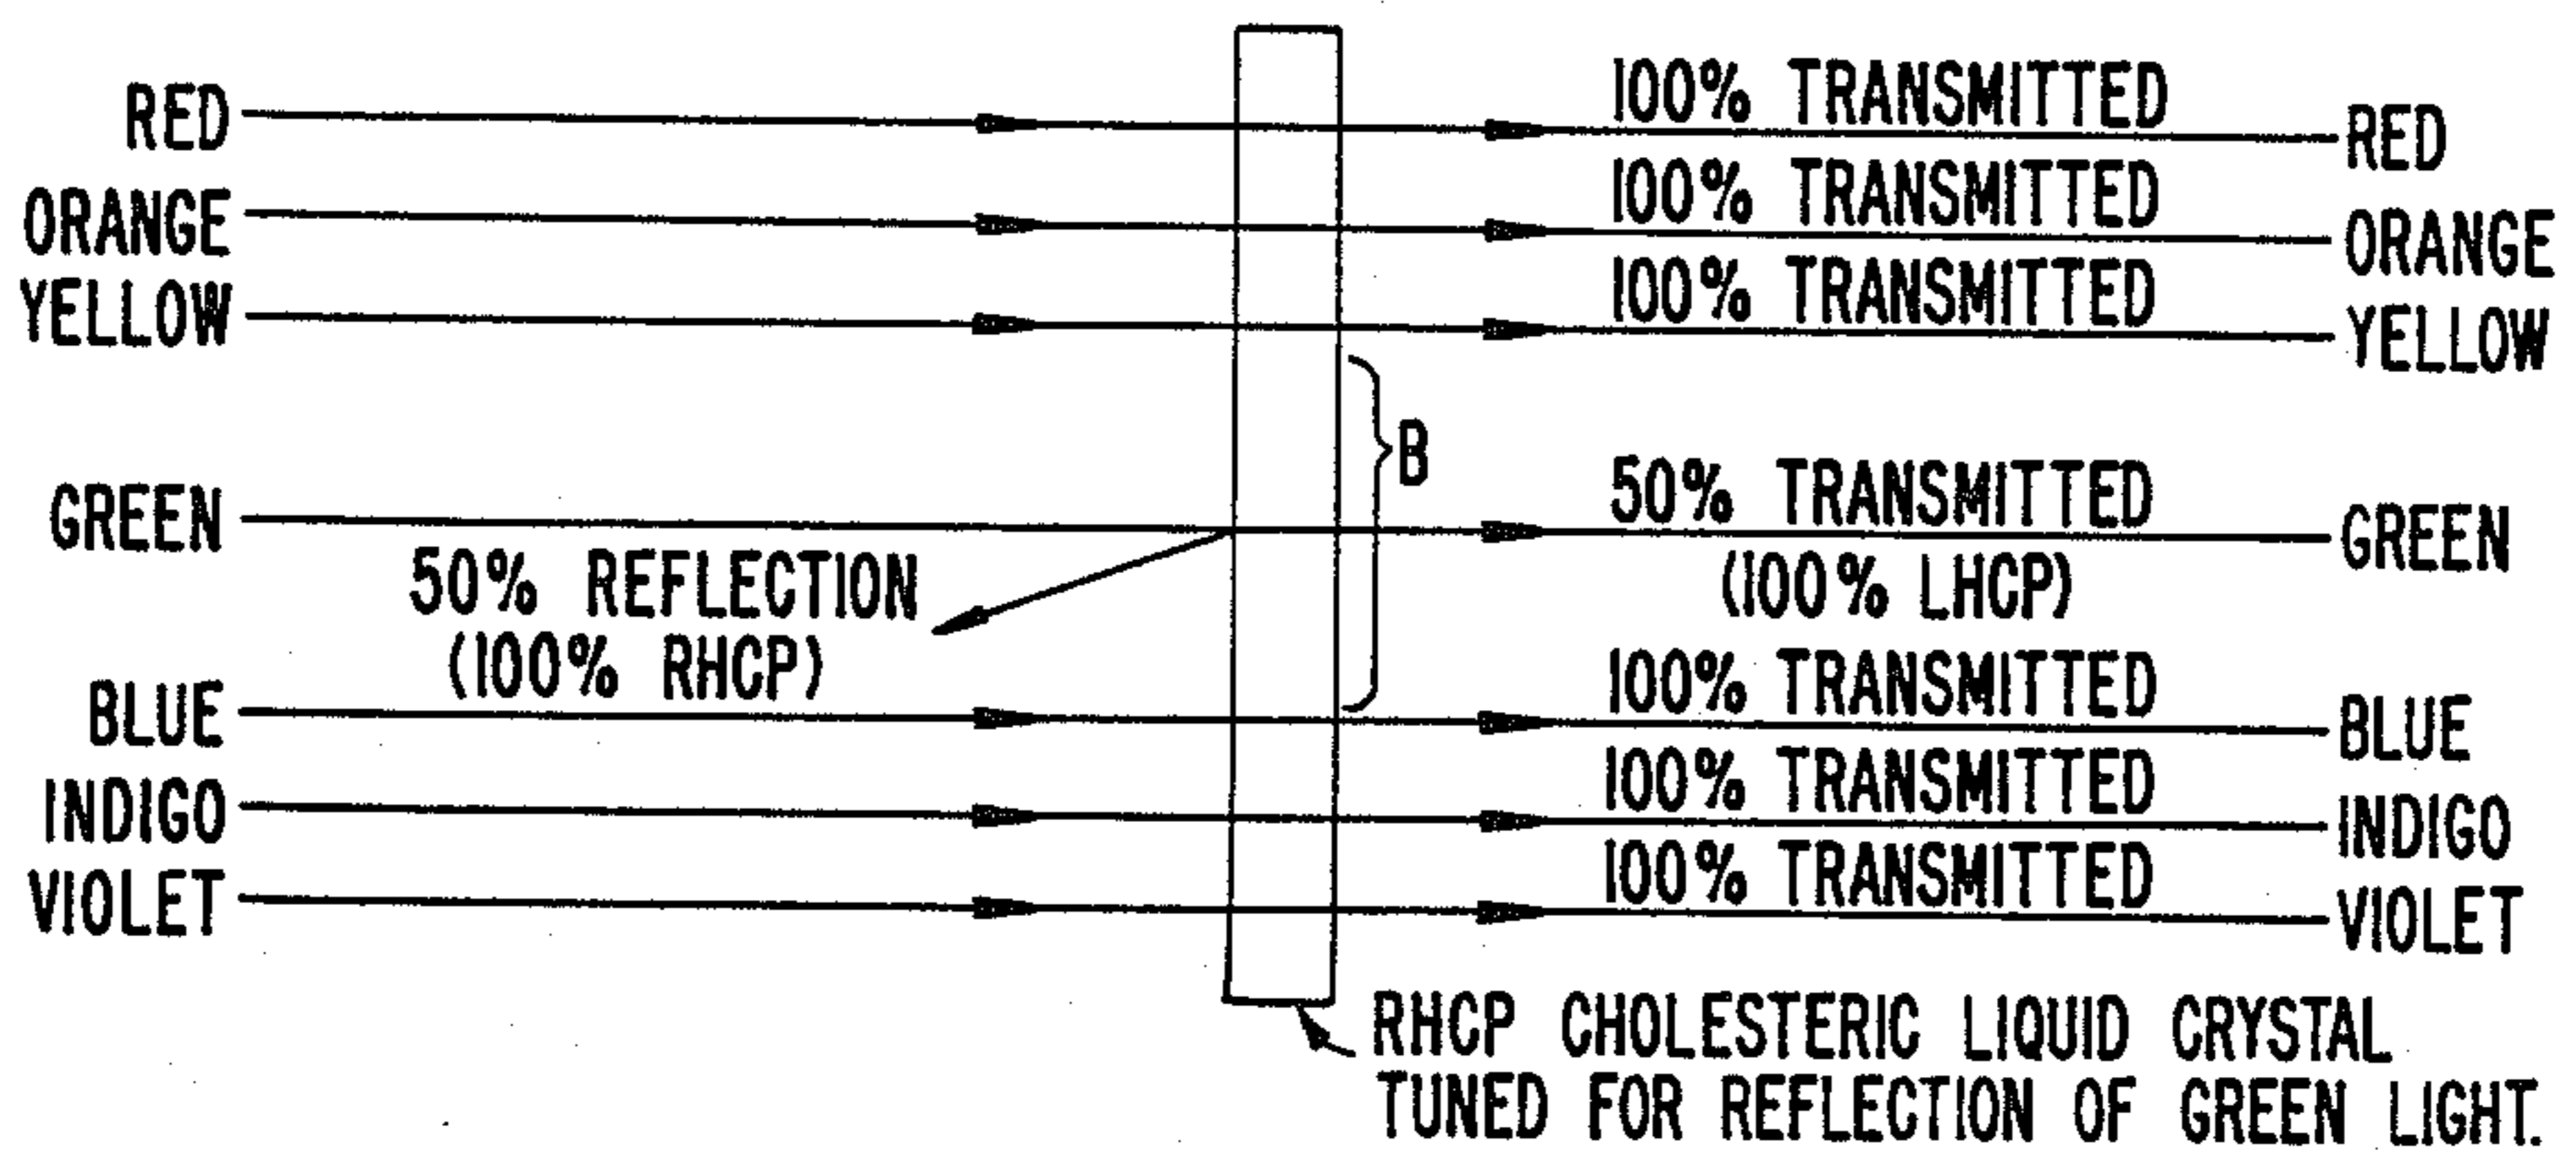 RED 100% TRANSMITTED RED
ORANGE 100% TRANSMITTED ORANGE
YELLOW 100% TRANSMITTED YELLOW
B
GREEN 50% TRANSMITTED GREEN
50% REFLECTION (100% LHCP)
(100% RHCP)
BLUE 100% TRANSMITTED BLUE
INDIGO 100% TRANSMITTED INDIGO
VIOLET 100% TRANSMITTED VIOLET
RHCP CHOLESTERIC LIQUID CRYSTAL
TUNED FOR REFLECTION OF GREEN LIGHT.